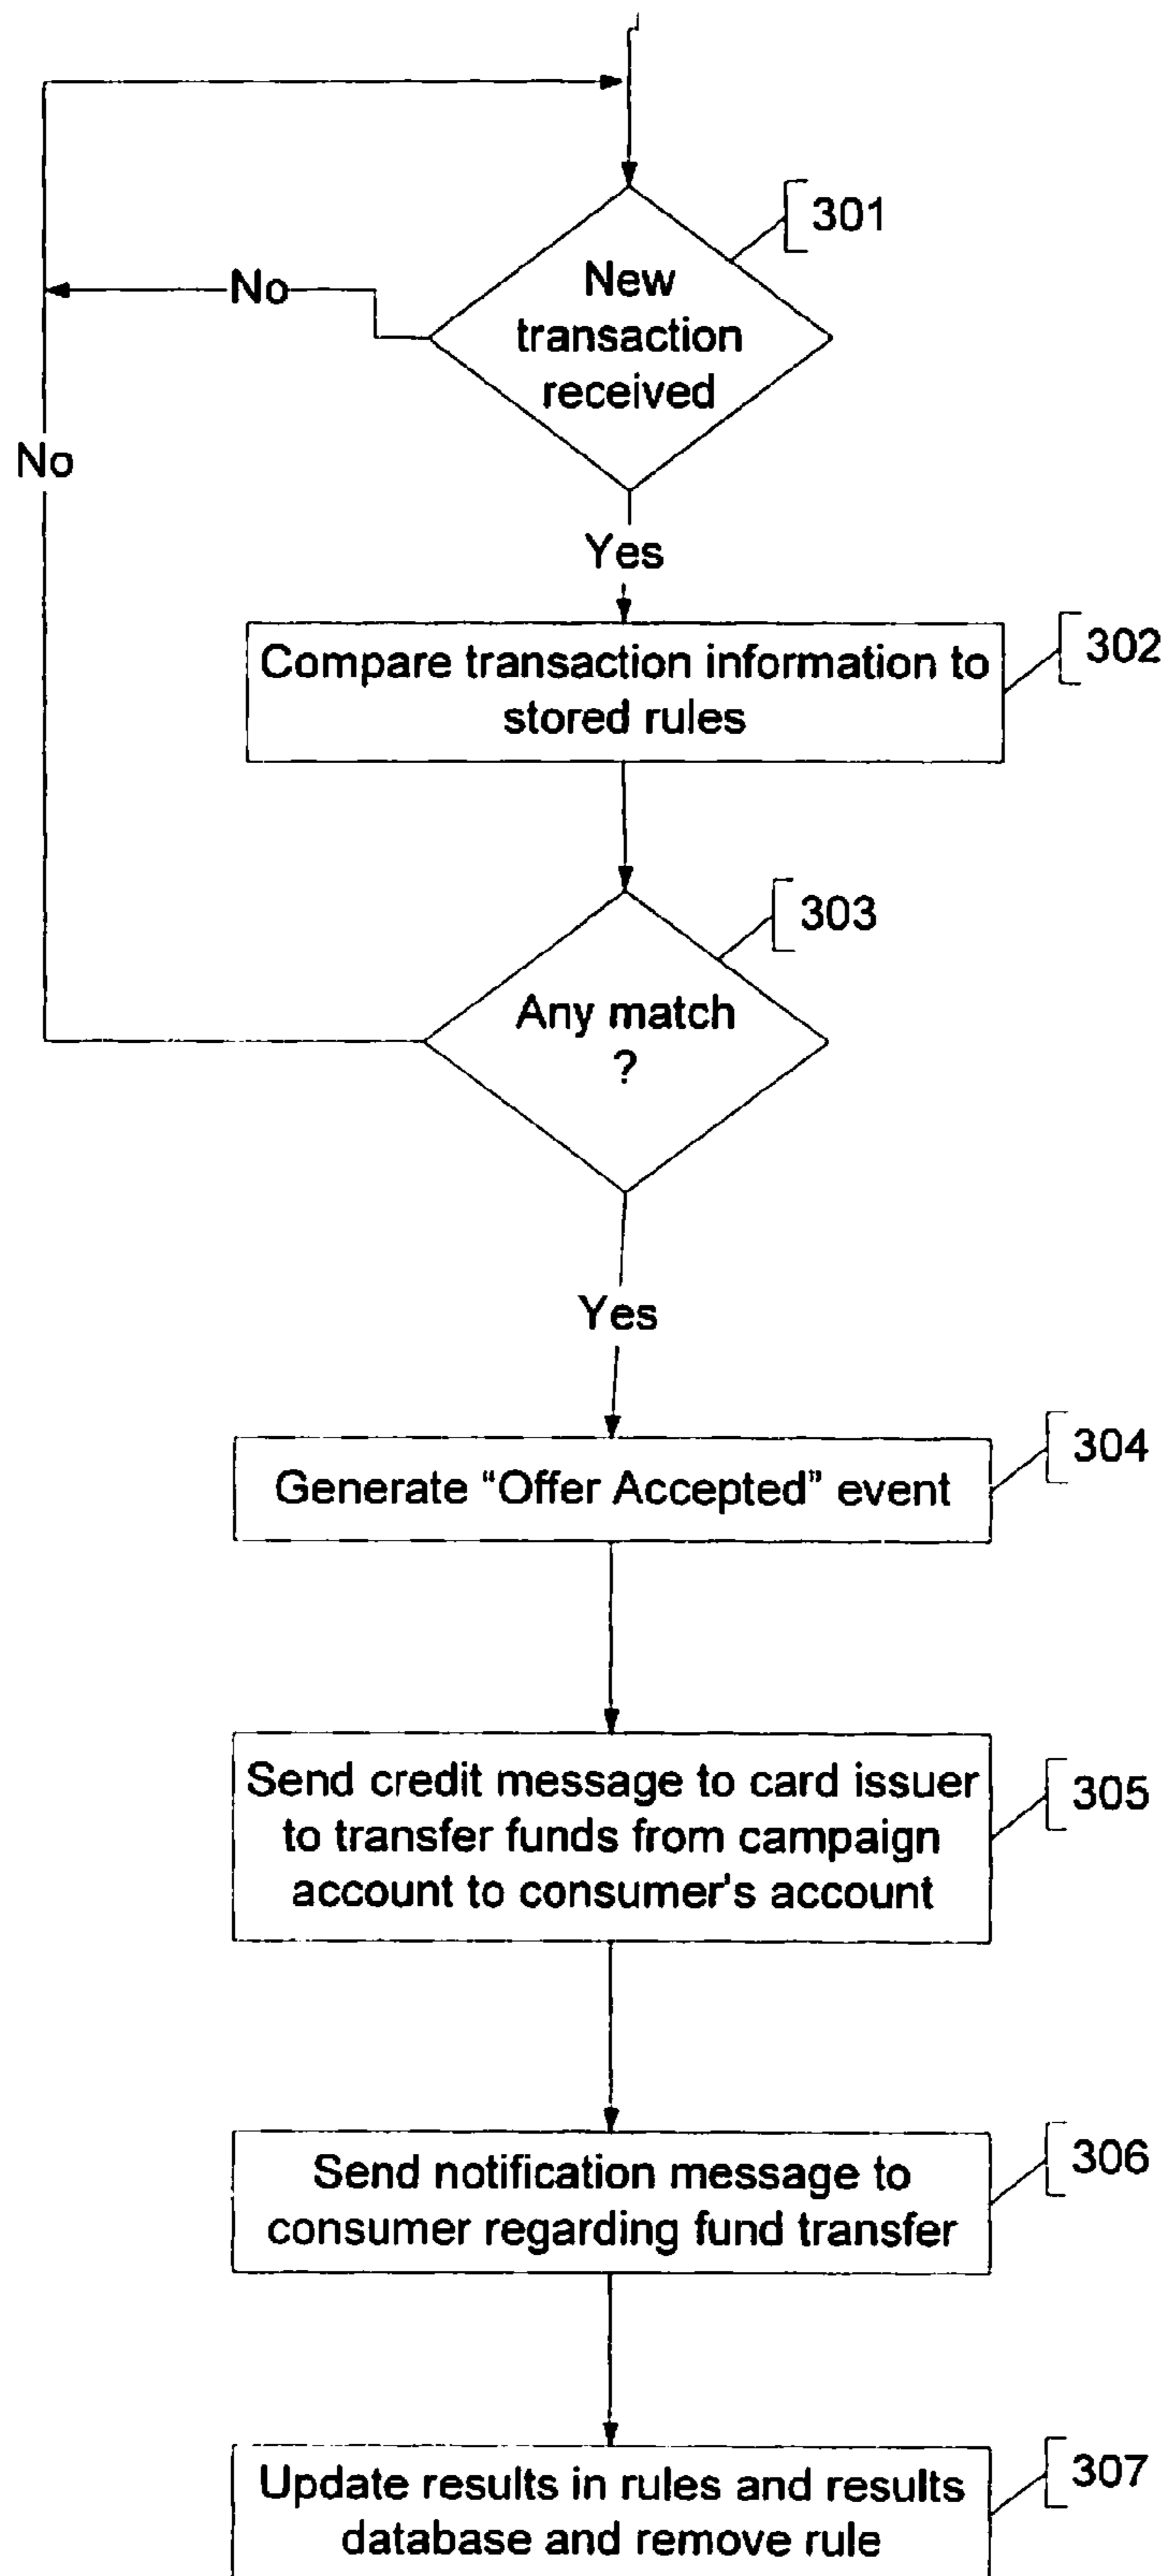 301
New
transaction
received
No
No
Yes
302
Compare transaction information to
stored rules
303
Any match
?
Yes
304
Generate “Offer Accepted” event
305
Send credit message to card issuer
to transfer funds from campaign
account to consumer's account
306
Send notification message to
consumer regarding fund transfer
307
Update results in rules and results
database and remove rule